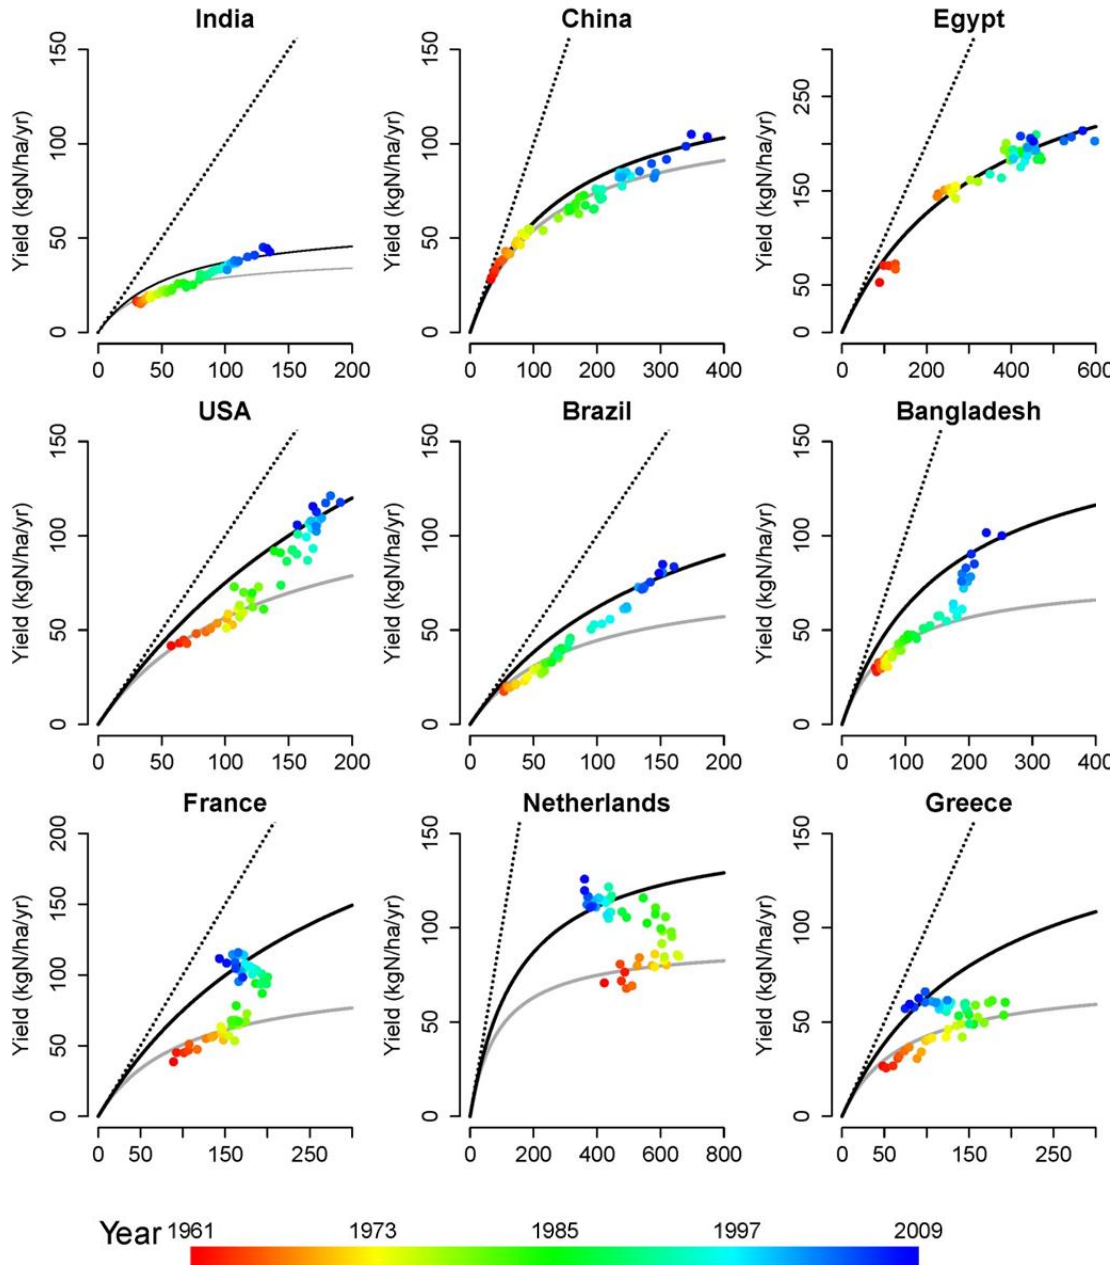 India China Egypt
Yield (kgN/ha/yr) 0 50 100 150
0 50 100 150 200
Yield (kgN/ha/yr) 0 50 100 150
0 100 200 300 400
Yield (kgN/ha/yr) 0 50 150 250
0 200 400 600
USA Brazil Bangladesh
Yield (kgN/ha/yr) 0 50 100 150
0 50 100 150 200
Yield (kgN/ha/yr) 0 50 100 150
0 50 100 150 200
Yield (kgN/ha/yr) 0 50 100 150
0 100 200 300 400
France Netherlands Greece
Yield (kgN/ha/yr) 0 50 100 150 200
0 50 150 250
Yield (kgN/ha/yr) 0 50 100 150
0 200 400 600 800
Yield (kgN/ha/yr) 0 50 100 150
0 50 150 250
Year 1961 1973 1985 1997 2009